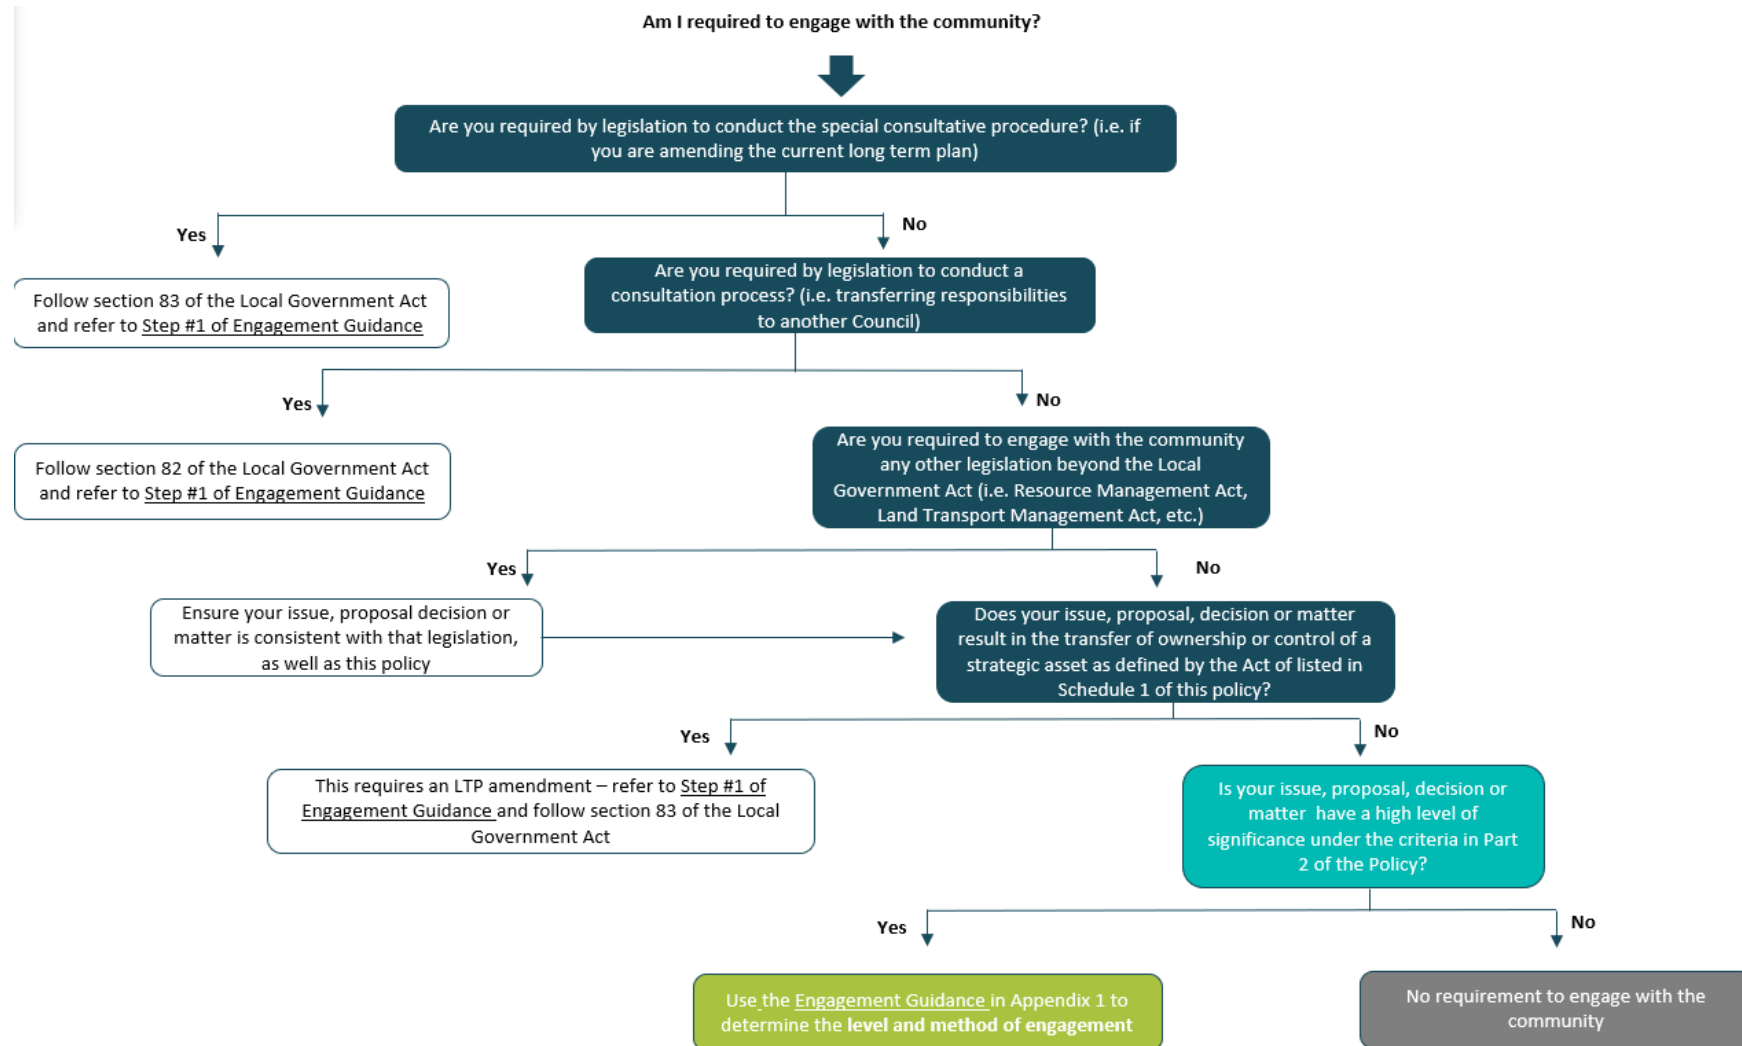 Am I required to engage with the community?
Are you required by legislation to conduct the special consultative procedure? (i.e. if
you are amending the current long term plan)
Yes
No
Follow section 83 of the Local Government Act
and refer to Step #1 of Engagement Guidance
Are you required by legislation to conduct a
consultation process? (i.e. transferring responsibilities
to another Council)
Yes
No
Follow section 82 of the Local Government Act
and refer to Step #1 of Engagement Guidance
Are you required to engage with the community
any other legislation beyond the Local
Government Act (i.e. Resource Management Act,
Land Transport Management Act, etc.)
Yes
No
Ensure your issue, proposal decision or
matter is consistent with that legislation,
as well as this policy
Does your issue, proposal, decision or matter
result in the transfer of ownership or control of a
strategic asset as defined by the Act of listed in
Schedule 1 of this policy?
Yes
No
This requires an LTP amendment – refer to Step #1 of
Engagement Guidance and follow section 83 of the Local
Government Act
Is your issue, proposal, decision or
matter have a high level of
significance under the criteria in Part
2 of the Policy?
Yes
No
Use the Engagement Guidance in Appendix 1 to
determine the level and method of engagement
No requirement to engage with the
community